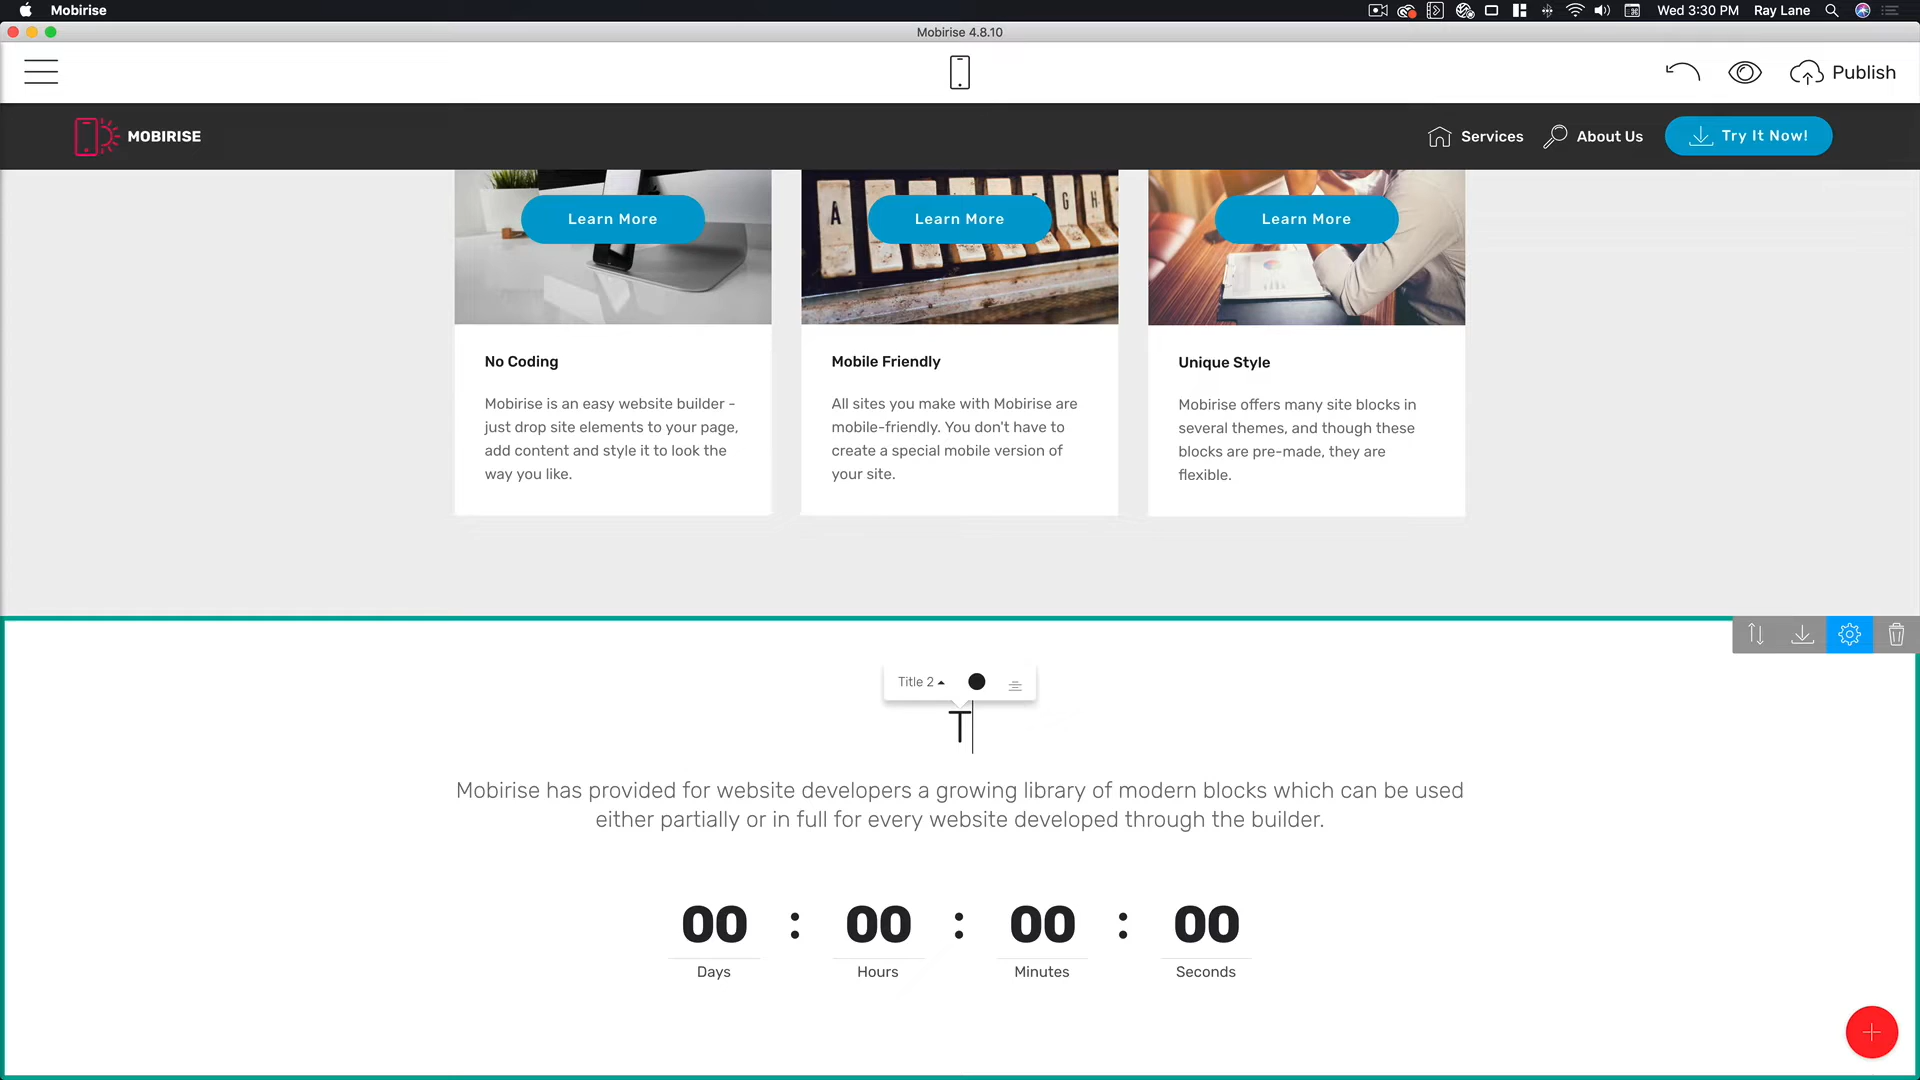 Mobirise
Wed 3:30 PM
Ray Lane
Mobirise 4.8.10
Publish
MOBIRISE
Services
About Us
Try It Now!
A
G
H
Learn More
Learn More
Learn More
No Coding
Mobirise is an easy website builder -
just drop site elements to your page,
add content and style it to look the
way you like.
Mobile Friendly
All sites you make with Mobirise are
mobile-friendly. You don't have to
create a special mobile version of
your site.
Unique Style
Mobirise offers many site blocks in
several themes, and though these
blocks are pre-made, they are
flexible.
Title 2
T
Mobirise has provided for website developers a growing library of modern blocks which can be used
either partially or in full for every website developed through the builder.
00 : 00 : 00 : 00
Days Hours Minutes Seconds